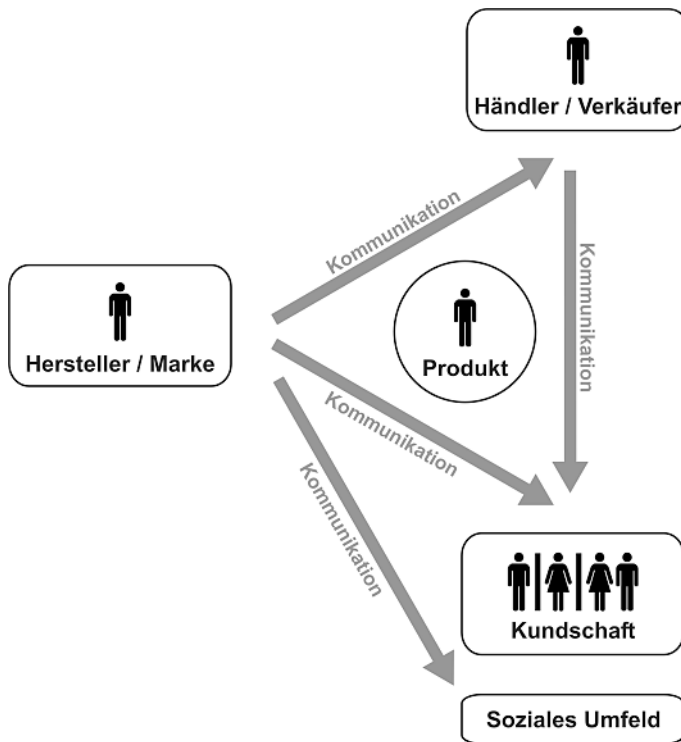 Händler / Verkäufer
Kommunikation
Kommunikation
Hersteller / Marke
Produkt
Kommunikation
Kommunikation
Kundschaft
Soziales Umfeld